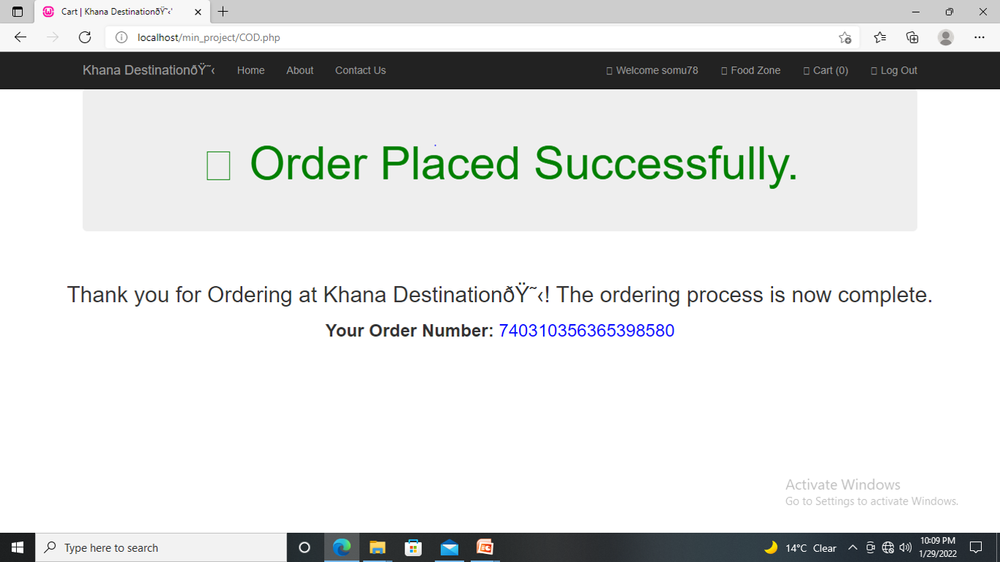 Cart | Khana DestinationðŸ˜‹'
localhost/min_project/COD.php
Khana DestinationðŸ˜‹ Home About Contact Us Welcome somu78 Food Zone Cart (0) Log Out
Order Placed Successfully.
Thank you for Ordering at Khana DestinationðŸ˜‹! The ordering process is now complete.
Your Order Number: 740310356365398580
Activate Windows
Go to Settings to activate Windows.
Type here to search
14°C Clear
10:09 PM
1/29/2022